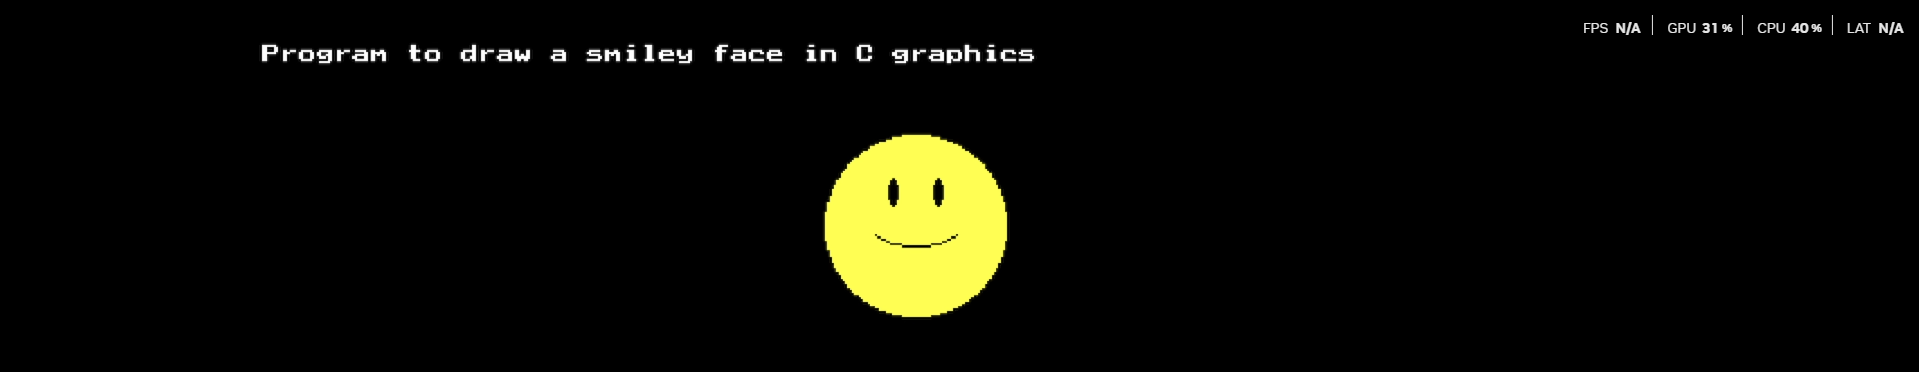 FPS N/A | GPU 31 % | CPU 40 % | LAT N/A
Program to draw a smiley face in C graphics